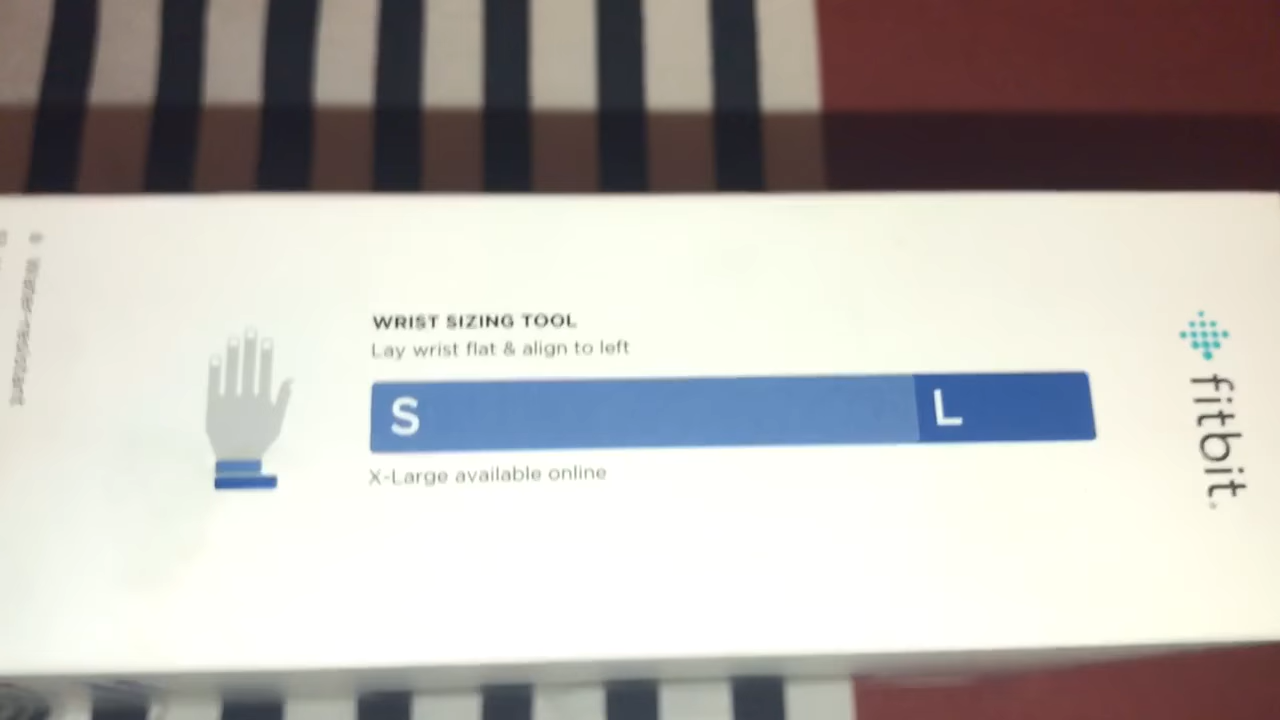 WRIST SIZING TOOL
Lay wrist flat & align to left
S
L
X-Large available online
fitbit